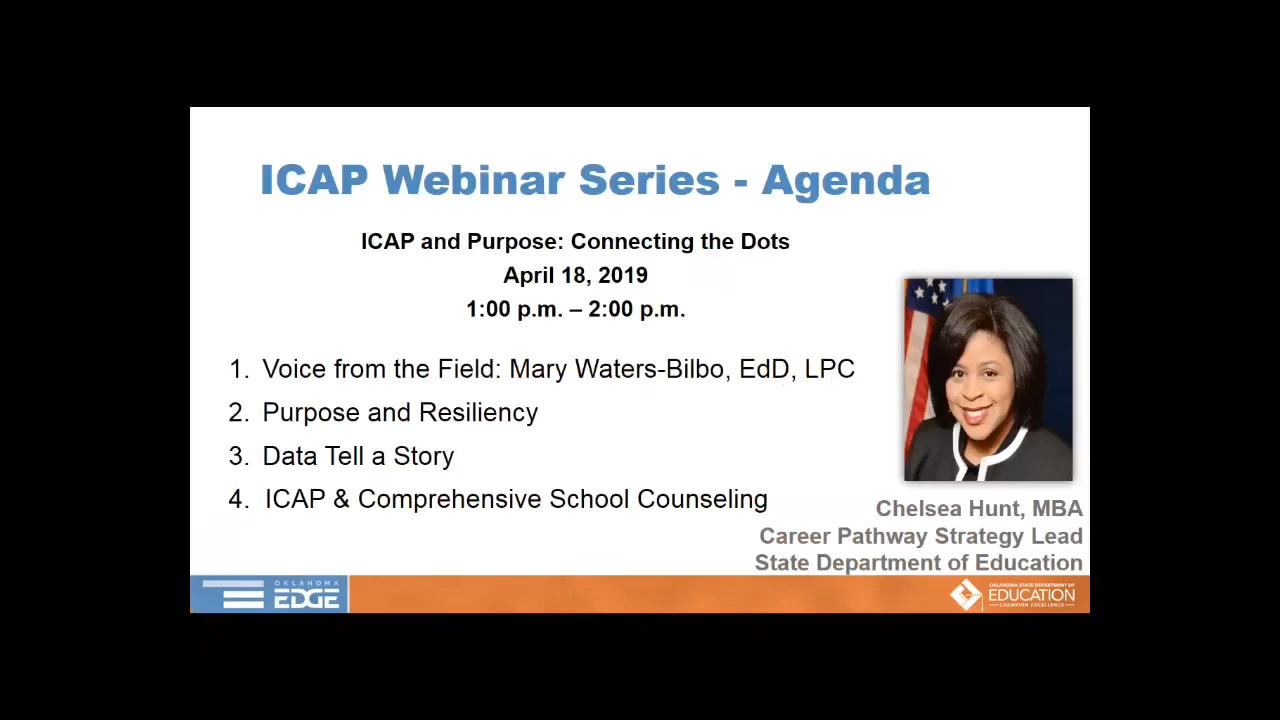 ICAP Webinar Series - Agenda
ICAP and Purpose: Connecting the Dots
April 18, 2019
1:00 p.m. – 2:00 p.m.
1. Voice from the Field: Mary Waters-Bilbo, EdD, LPC
2. Purpose and Resiliency
3. Data Tell a Story
4. ICAP & Comprehensive School Counseling
Chelsea Hunt, MBA
Career Pathway Strategy Lead
State Department of Education
OKLAHOMA
EDGE
OKLAHOMA STATE DEPARTMENT OF
EDUCATION
CHAMPION EXCELLENCE